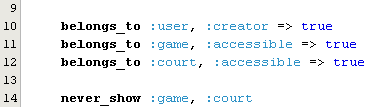 9
10 belongs_to :user, :creator => true
11 belongs_to :game, :accessible => true
12 belongs_to :court, :accessible => true
13
14 never_show :game, :court